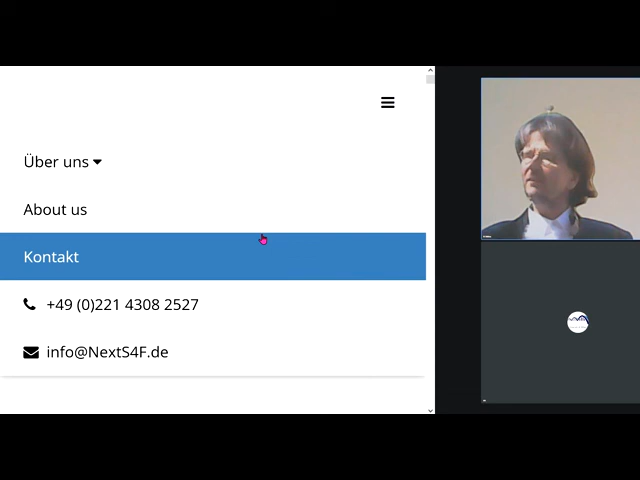 Über uns
About us
Kontakt
+49 (0)221 4308 2527
info@NextS4F.de